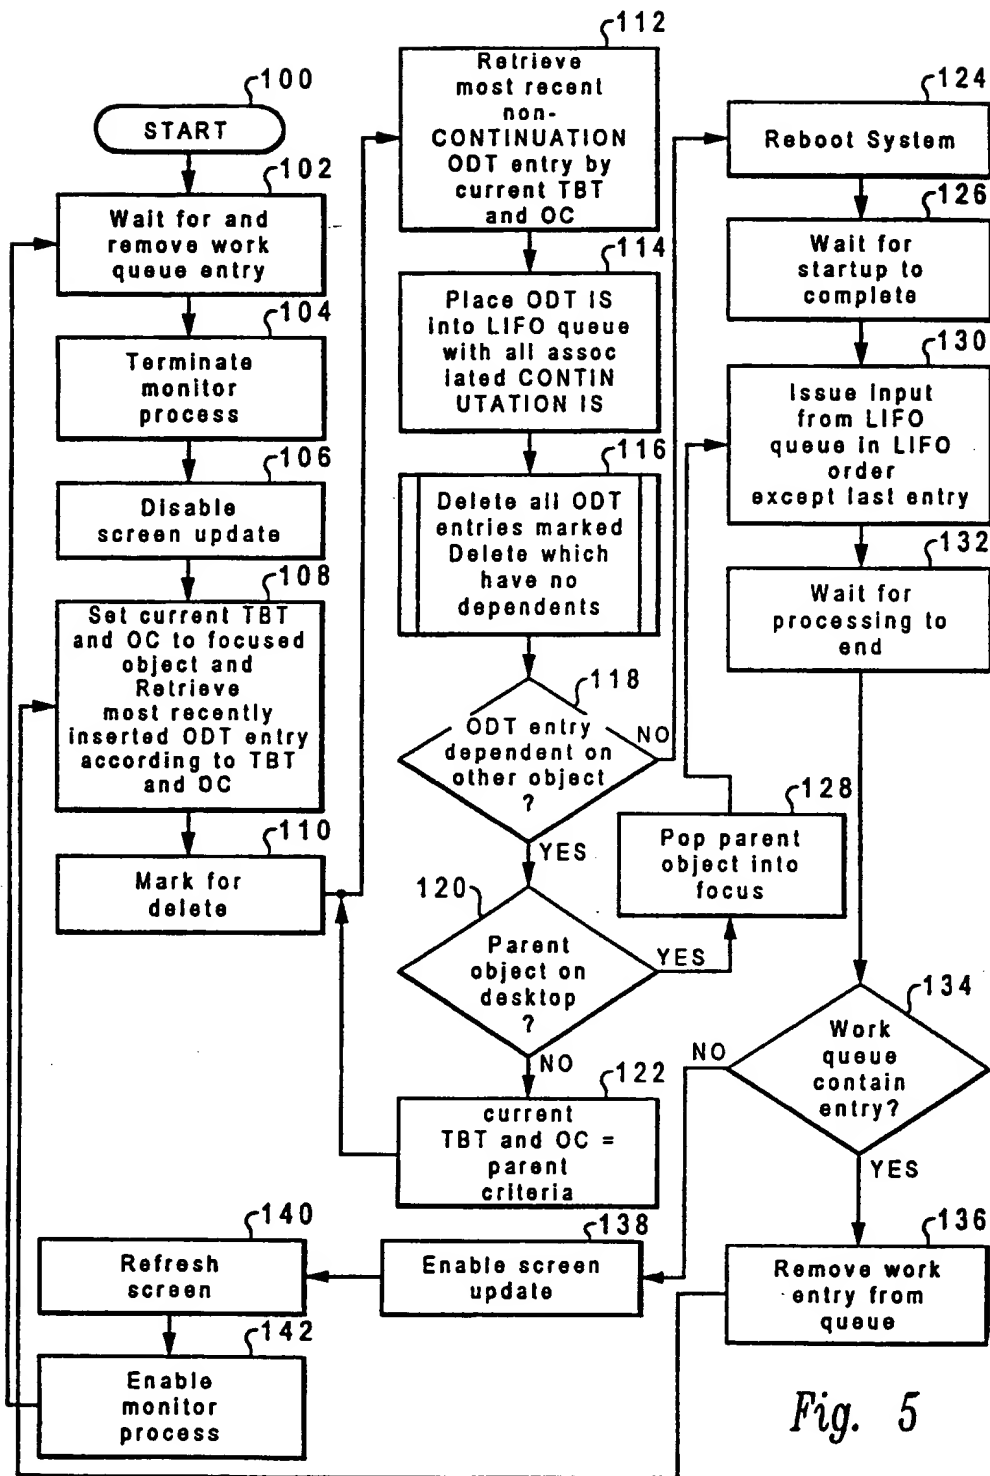 100
START
102
Wait for and
remove work
queue entry
104
Terminate
monitor
process
106
Disable
screen update
108
Set current TBT
and OC to focused
object and
Retrieve
most recently
inserted ODT entry
according to TBT
and OC
110
Mark for
delete
112
Retrieve
most recent
non-
CONTINUATION
ODT entry by
current TBT
and OC
114
Place ODT IS
into LIFO queue
with all assoc
iated CONTIN
UTATION IS
116
Delete all ODT
entries marked
Delete which
have no
dependents
118
ODT entry
dependent on
other object
?
NO
YES
120
Parent
object on
desktop
?
YES
NO
122
current
TBT and OC =
parent
criteria
124
Reboot System
126
Wait for
startup to
complete
128
Pop parent
object into
focus
130
Issue Input
from LIFO
queue in LIFO
order
except last entry
132
Wait for
processing to
end
134
Work
queue
contain
entry?
NO
YES
136
Remove work
entry from
queue
138
Enable screen
update
140
Refresh
screen
142
Enable
monitor
process
Fig. 5